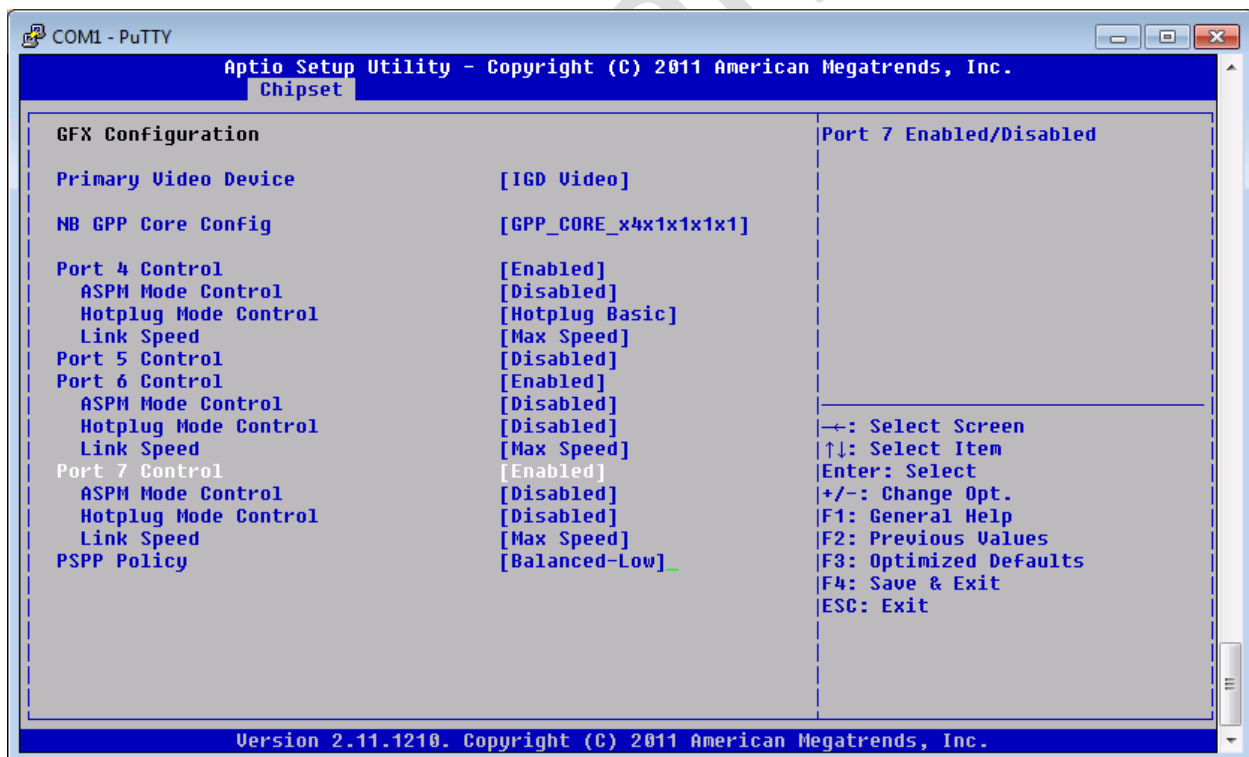 COM1 - PuTTY
Aptio Setup Utility - Copyright (C) 2011 American Megatrends, Inc.
Chipset
GFX Configuration
Primary Video Device [IGD Video]
NB GPP Core Config [GPP_CORE_x4x1x1x1x1]
Port 4 Control [Enabled]
ASPM Mode Control [Disabled]
Hotplug Mode Control [Hotplug Basic]
Link Speed [Max Speed]
Port 5 Control [Disabled]
Port 6 Control [Enabled]
ASPM Mode Control [Disabled]
Hotplug Mode Control [Disabled]
Link Speed [Max Speed]
Port 7 Control [Enabled]
ASPM Mode Control [Disabled]
Hotplug Mode Control [Disabled]
Link Speed [Max Speed]
PSPP Policy [Balanced-Low]
Port 7 Enabled/Disabled
→←: Select Screen
↑↓: Select Item
Enter: Select
+/-: Change Opt.
F1: General Help
F2: Previous Values
F3: Optimized Defaults
F4: Save & Exit
ESC: Exit
Version 2.11.1210. Copyright (C) 2011 American Megatrends, Inc.